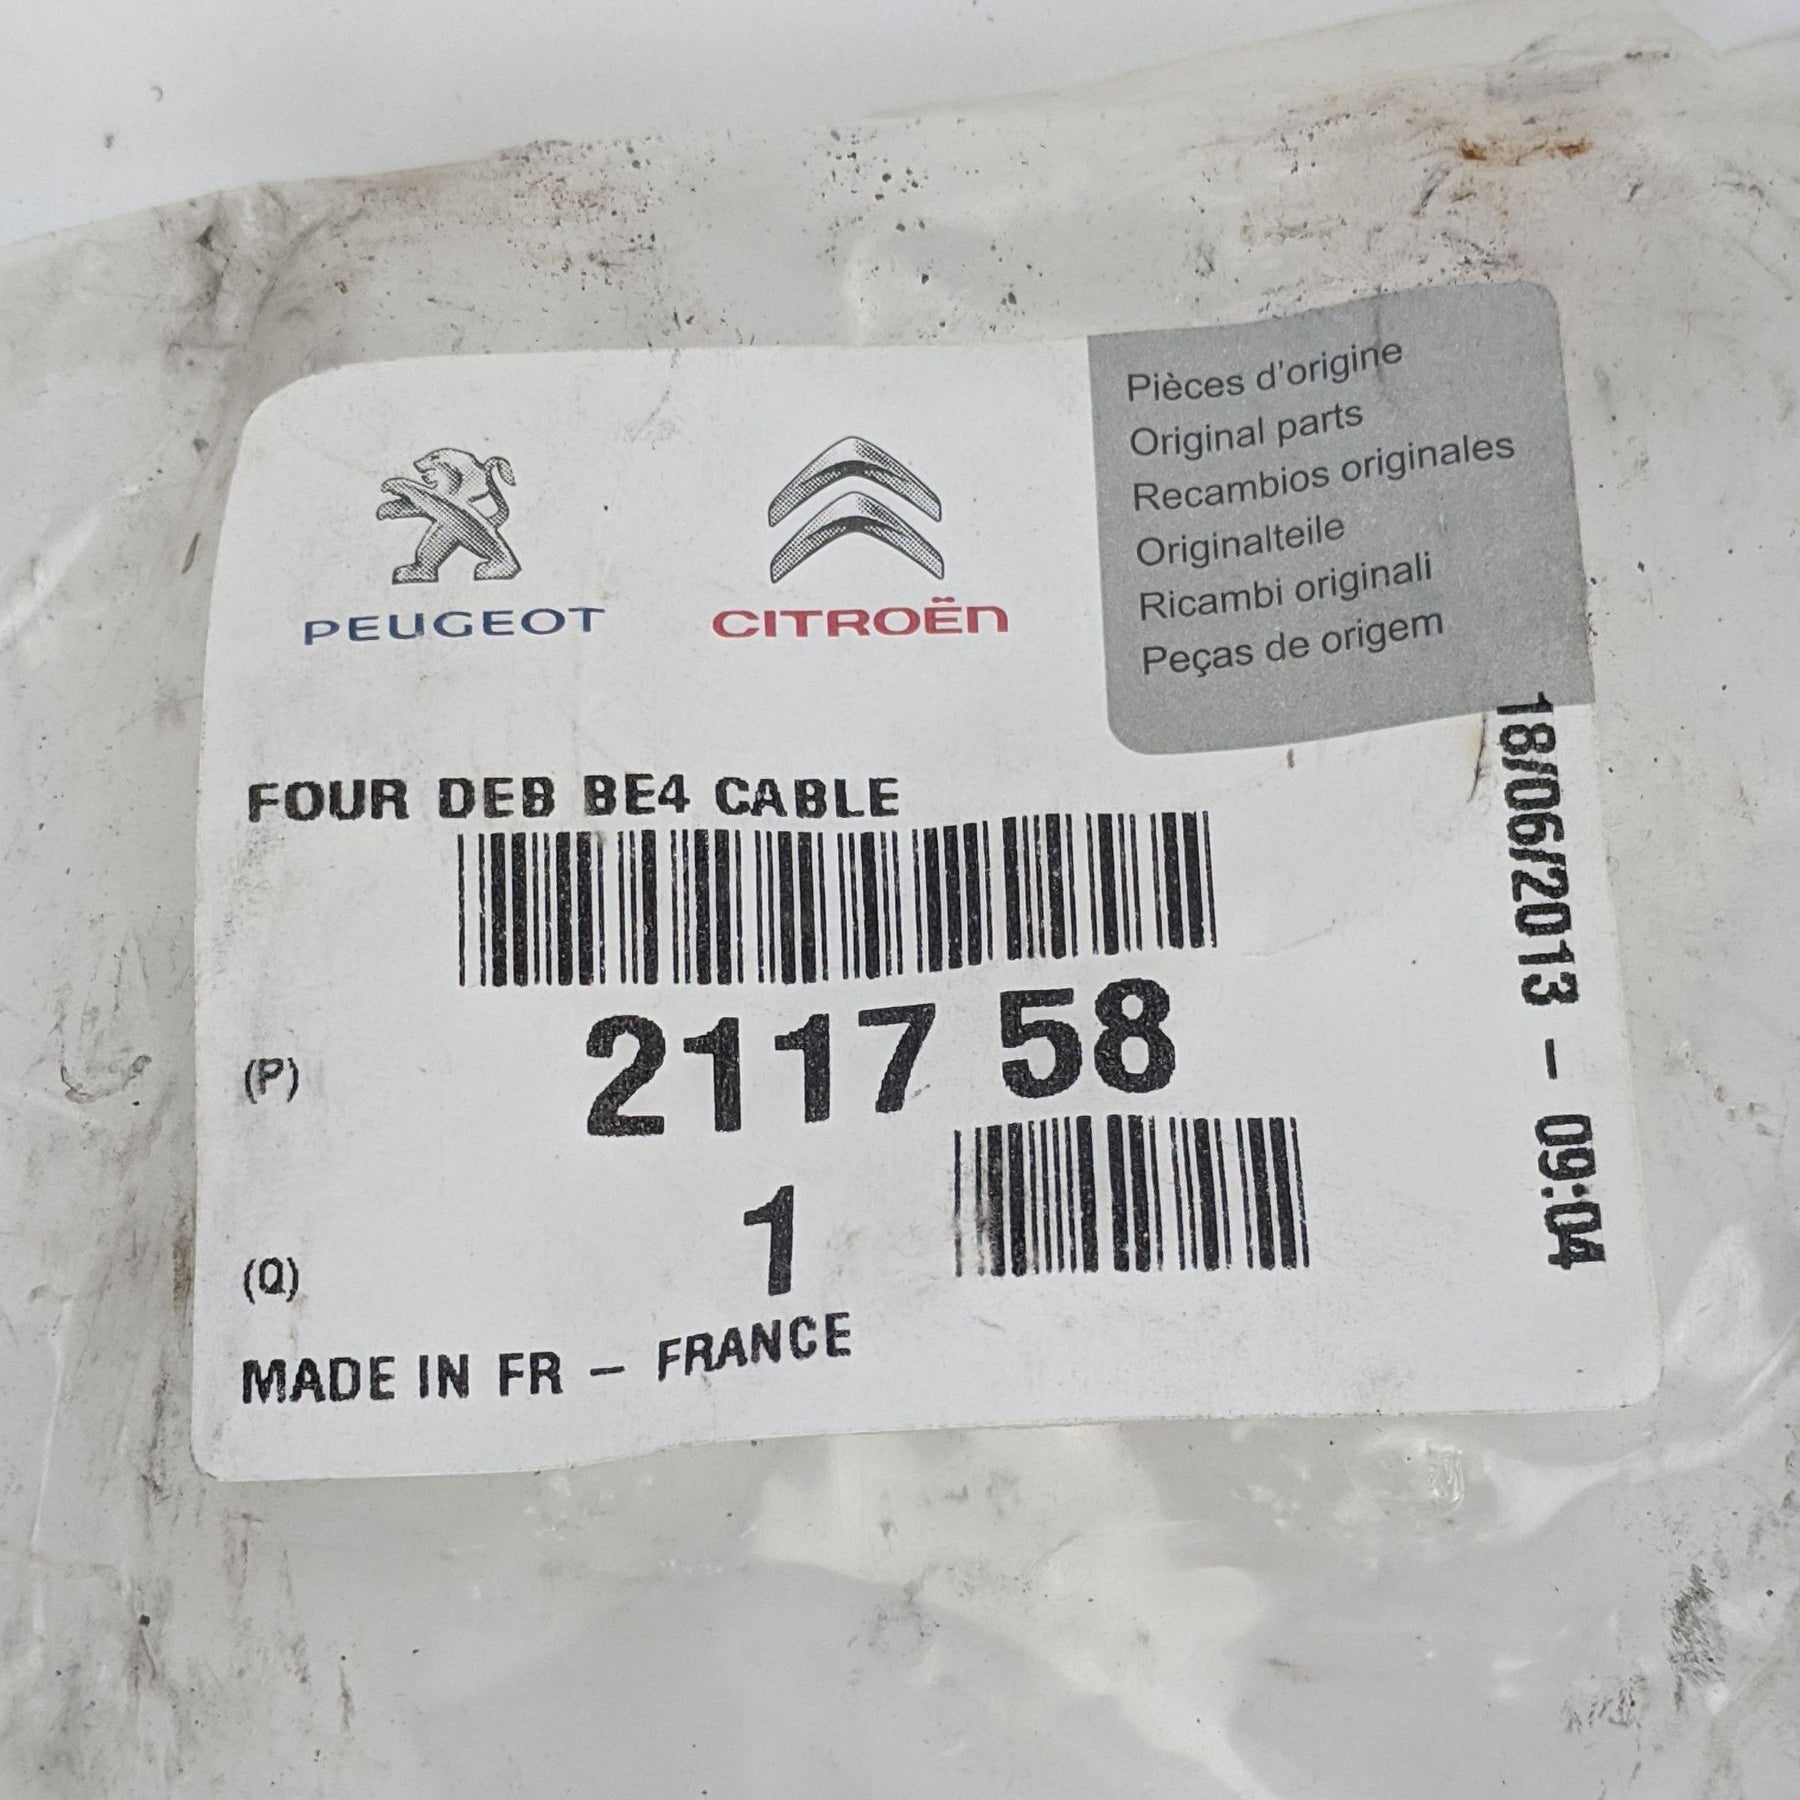 PEUGEOT
CITROËN
Pièces d'origine
Original parts
Recambios originales
Originalteile
Ricambi originali
Peças de origem
FOUR DEB BE4 CABLE
(P) 2117 58
(Q) 1
MADE IN FR - FRANCE
18/06/2013 - 09:04